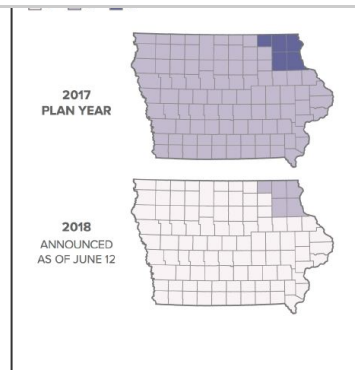 2017
PLAN YEAR
2018
ANNOUNCED
AS OF JUNE 12